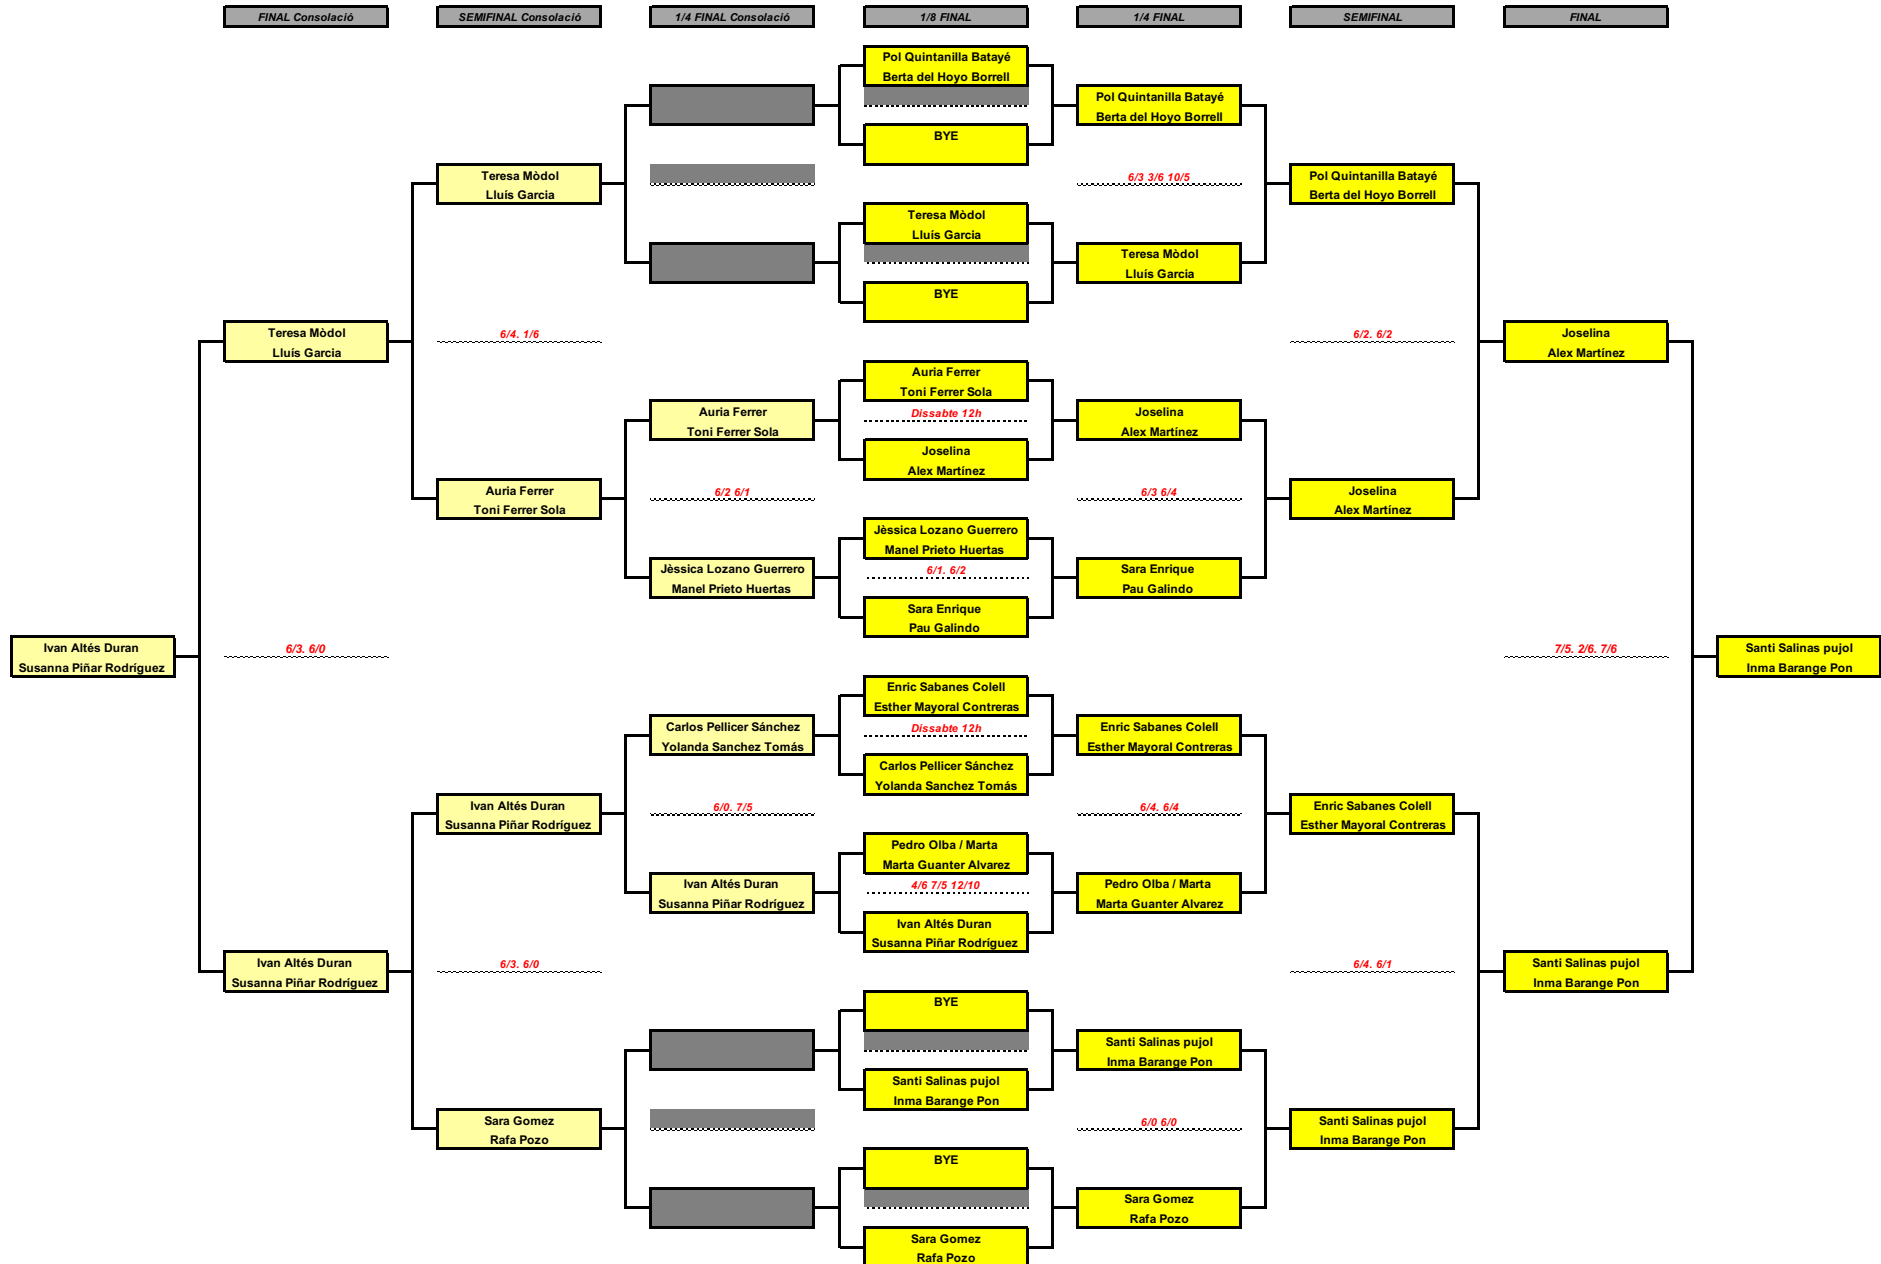 FINAL Consolació
SEMIFINAL Consolació
1/4 FINAL Consolació
1/8 FINAL
1/4 FINAL
SEMIFINAL
FINAL
Ivan Altés Duran
Susanna Piñar Rodríguez
Teresa Mòdol
Lluís Garcia
6/3. 6/0
Ivan Altés Duran
Susanna Piñar Rodríguez
Teresa Mòdol
Lluís Garcia
6/4. 1/6
Auria Ferrer
Toni Ferrer Sola
Ivan Altés Duran
Susanna Piñar Rodríguez
6/3. 6/0
Sara Gomez
Rafa Pozo
Auria Ferrer
Toni Ferrer Sola
6/2 6/1
Jèssica Lozano Guerrero
Manel Prieto Huertas
Carlos Pellicer Sánchez
Yolanda Sanchez Tomás
6/0. 7/5
Ivan Altés Duran
Susanna Piñar Rodríguez
Pol Quintanilla Batayé
Berta del Hoyo Borrell
BYE
Teresa Mòdol
Lluís Garcia
BYE
Auria Ferrer
Toni Ferrer Sola
Dissabte 12h
Joselina
Alex Martínez
Jèssica Lozano Guerrero
Manel Prieto Huertas
6/1. 6/2
Sara Enrique
Pau Galindo
Enric Sabanes Colell
Esther Mayoral Contreras
Dissabte 12h
Carlos Pellicer Sánchez
Yolanda Sanchez Tomás
Pedro Olba / Marta
Marta Guanter Alvarez
4/6 7/5 12/10
Ivan Altés Duran
Susanna Piñar Rodríguez
BYE
Santi Salinas pujol
Inma Barange Pon
BYE
Sara Gomez
Rafa Pozo
Pol Quintanilla Batayé
Berta del Hoyo Borrell
6/3 3/6 10/5
Teresa Mòdol
Lluís Garcia
Joselina
Alex Martínez
6/3 6/4
Sara Enrique
Pau Galindo
Enric Sabanes Colell
Esther Mayoral Contreras
6/4. 6/4
Pedro Olba / Marta
Marta Guanter Alvarez
Santi Salinas pujol
Inma Barange Pon
6/0 6/0
Sara Gomez
Rafa Pozo
Pol Quintanilla Batayé
Berta del Hoyo Borrell
6/2. 6/2
Joselina
Alex Martínez
Enric Sabanes Colell
Esther Mayoral Contreras
6/4. 6/1
Santi Salinas pujol
Inma Barange Pon
Joselina
Alex Martínez
7/5. 2/6. 7/6
Santi Salinas pujol
Inma Barange Pon
Santi Salinas pujol
Inma Barange Pon